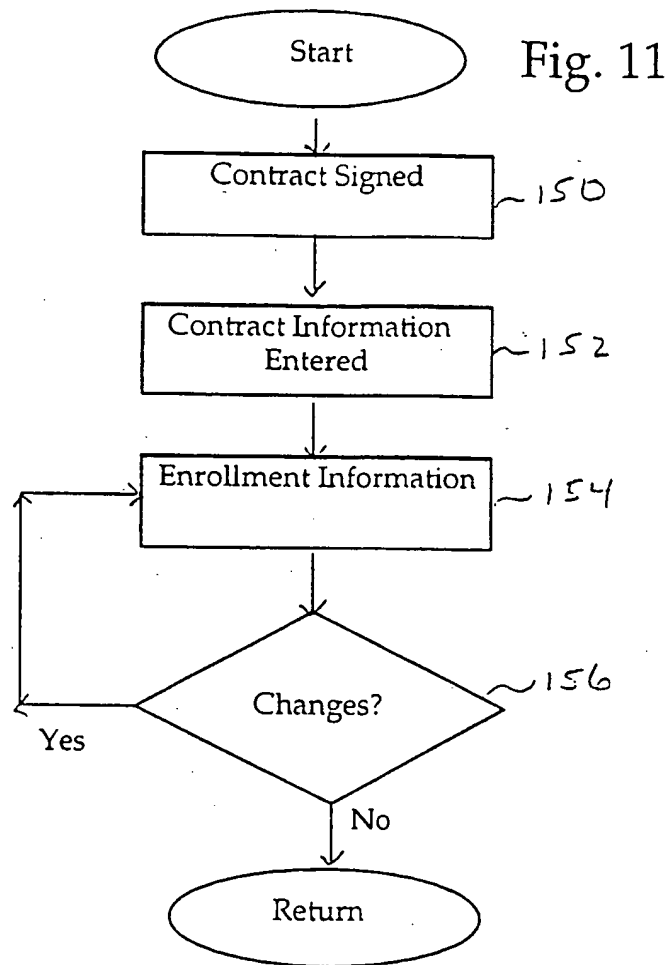 Start
Fig. 11
Contract Signed
150
Contract Information
Entered
152
Enrollment Information
154
Changes?
156
Yes
No
Return